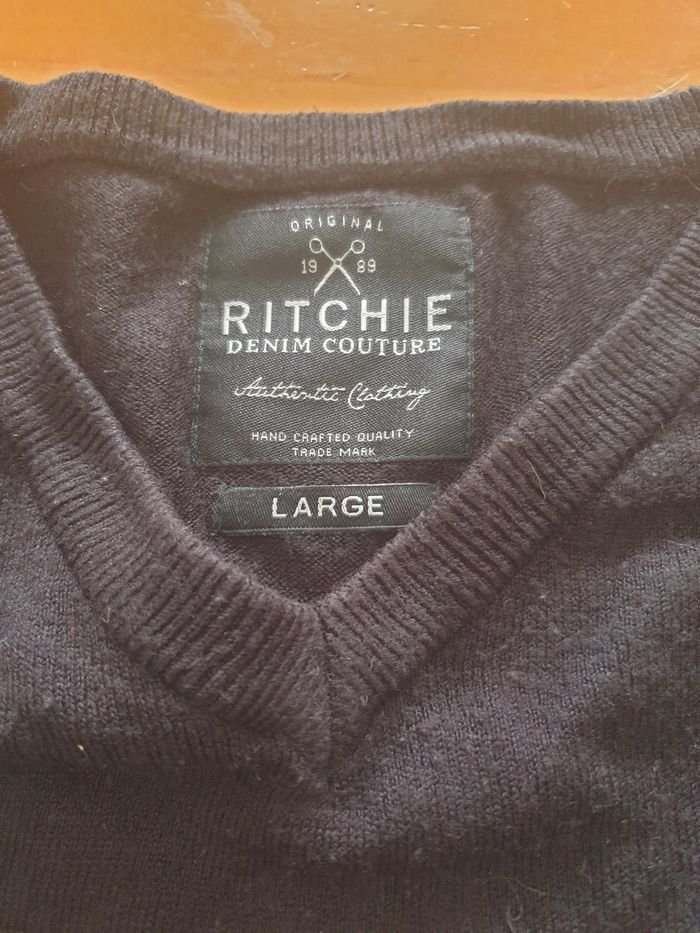 ORIGINAL
19 89
RITCHIE
DENIM COUTURE
Authentic Clothing
HAND CRAFTED QUALITY
TRADE MARK
LARGE